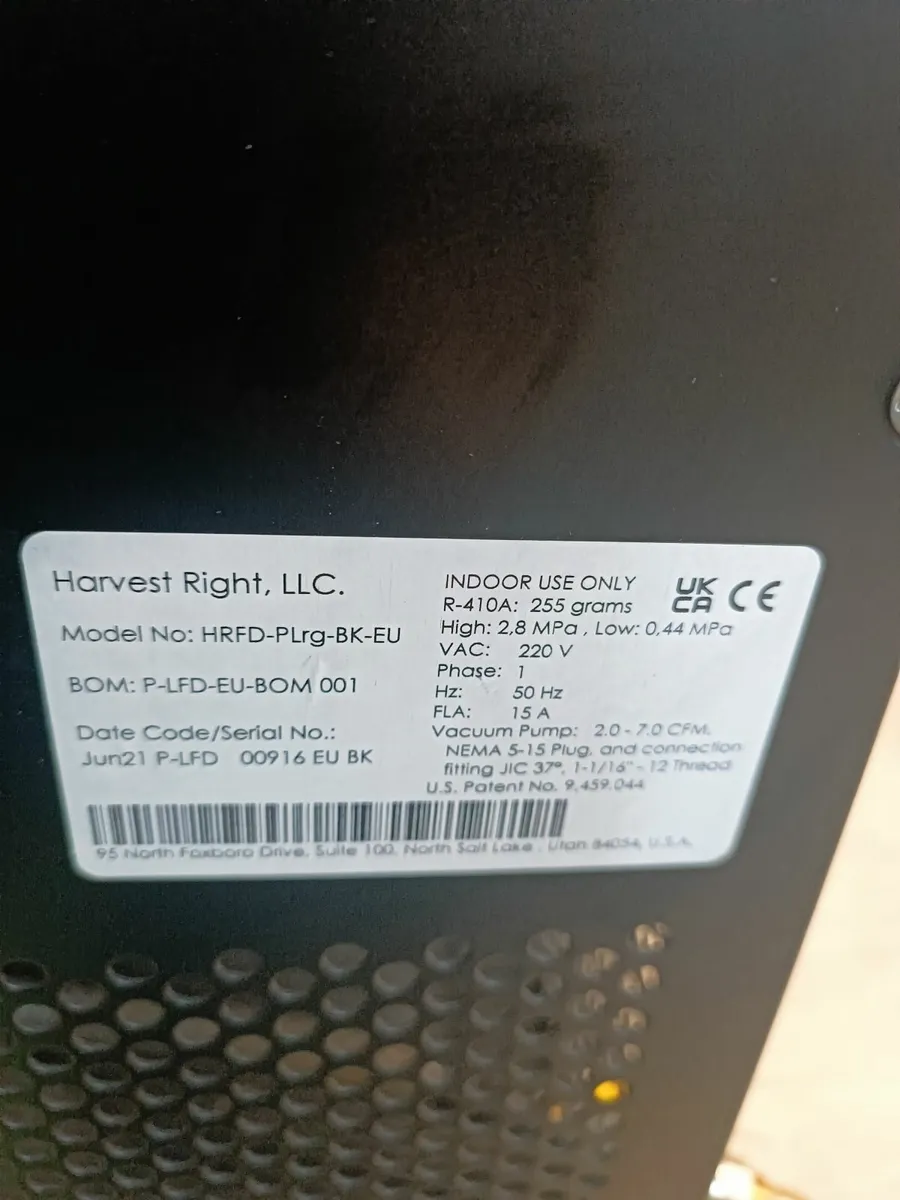 Harvest Right, LLC.
Model No: HRFD-PLrg-BK-EU
BOM: P-LFD-EU-BOM 001
Date Code/Serial No.:
Jun21 P-LFD 00916 EU BK
INDOOR USE ONLY
R-410A: 255 grams
High: 2,8 MPa , Low: 0,44 MPa
VAC: 220 V
Phase: 1
Hz: 50 Hz
FLA: 15 A
Vacuum Pump: 2.0 - 7.0 CFM,
NEMA 5-15 Plug, and connection
fitting JIC 37°, 1-1/16" - 12 Thread
U.S. Patent No. 9,459,044
UK
CA
CE
95 North Foxboro Drive, Suite 100, North Salt Lake , Utah 84054, U.S.A.